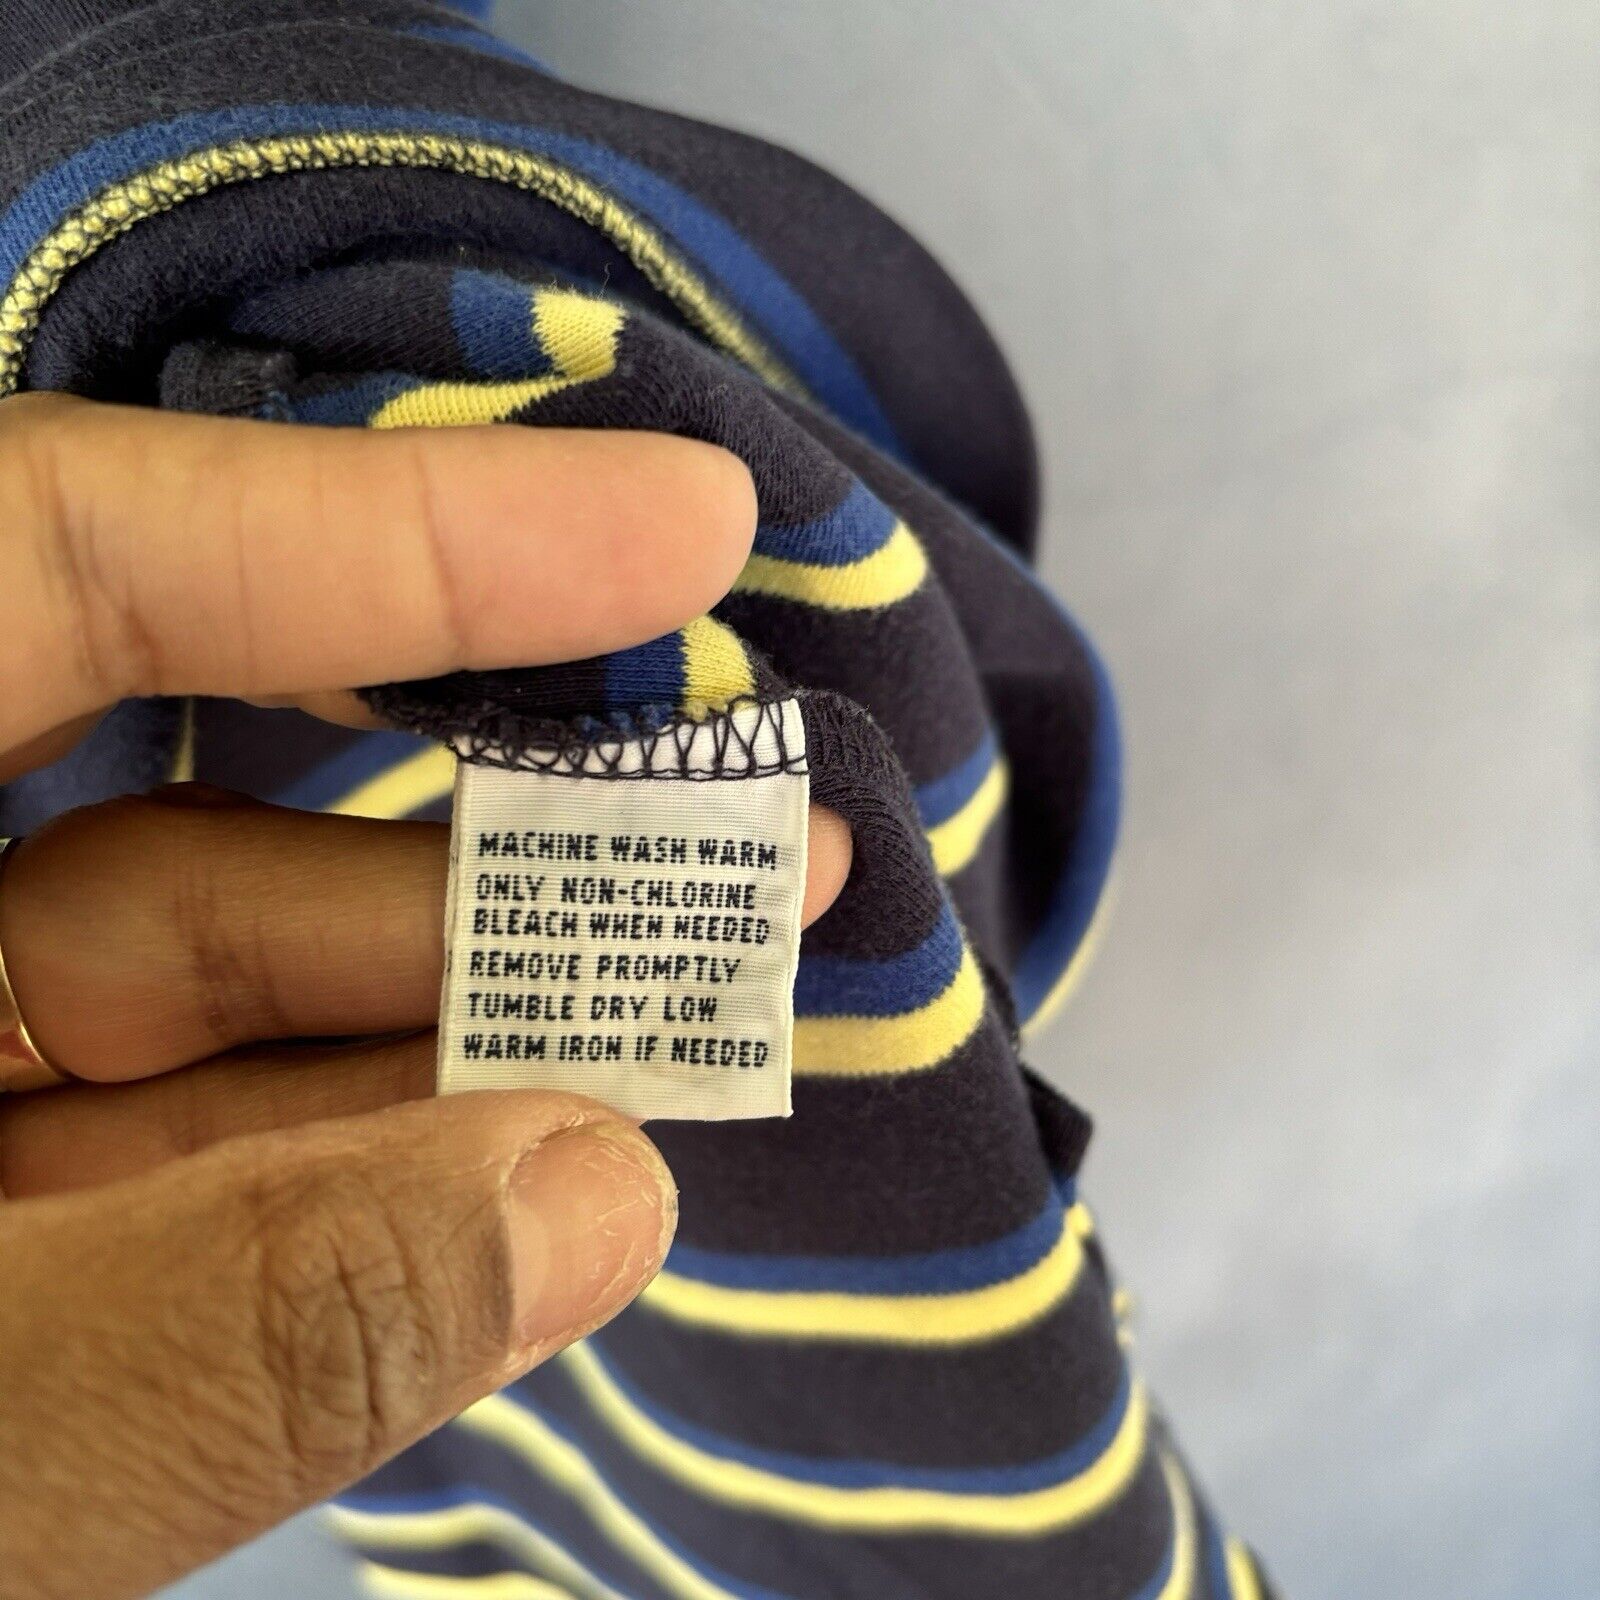 MACHINE WASH WARM
ONLY NON-CHLORINE
BLEACH WHEN NEEDED
REMOVE PROMPTLY
TUMBLE DRY LOW
WARM IRON IF NEEDED